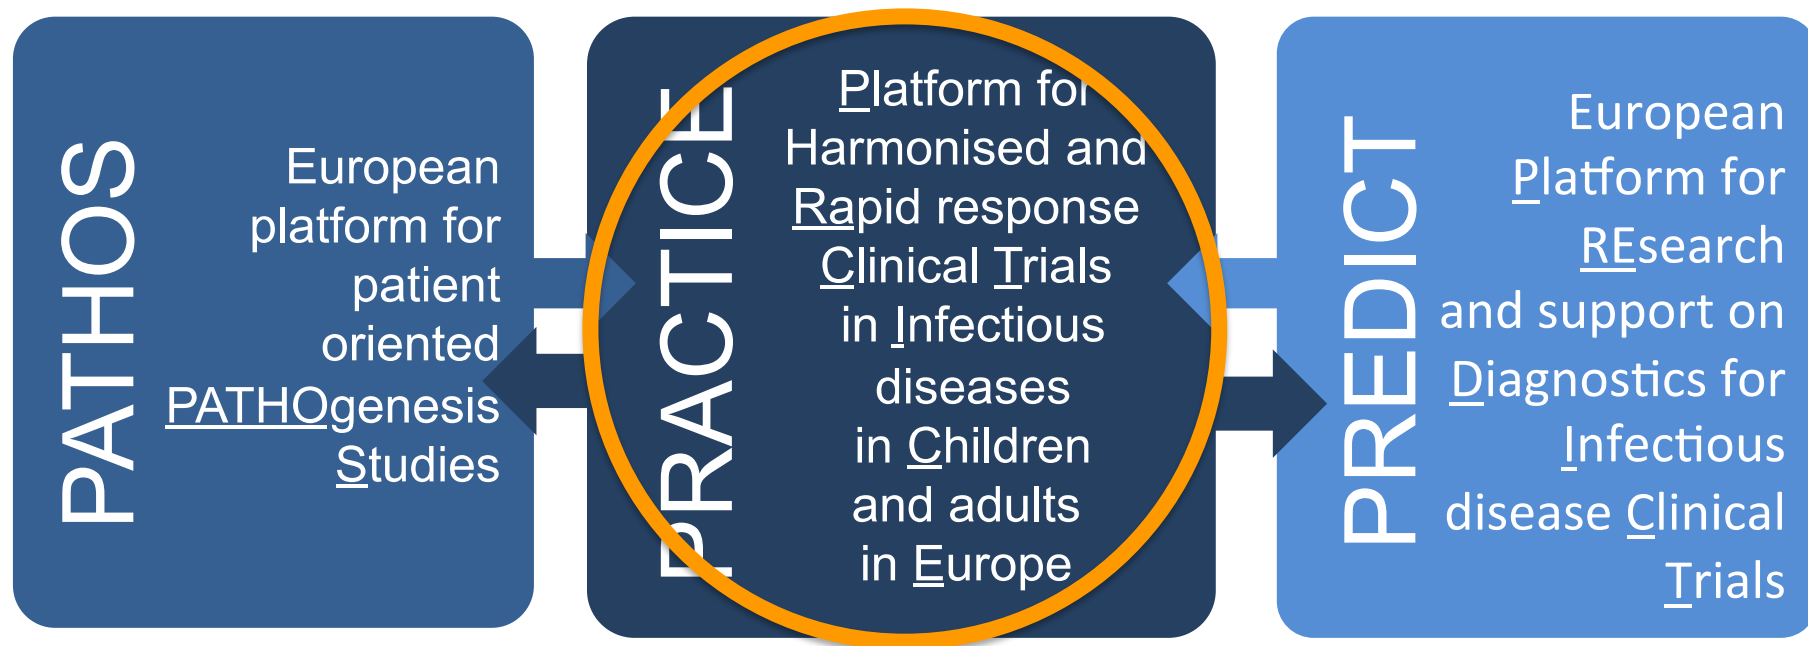 PATHOS
European
platform for
patient
oriented
PATHOgenesis
Studies
PRACTICE
Platform for
Harmonised and
Rapid response
Clinical Trials
in Infectious
diseases
in Children
and adults
in Europe
PREDICT
European
Platform for
REsearch
and support on
Diagnostics for
Infectious
disease Clinical
Trials